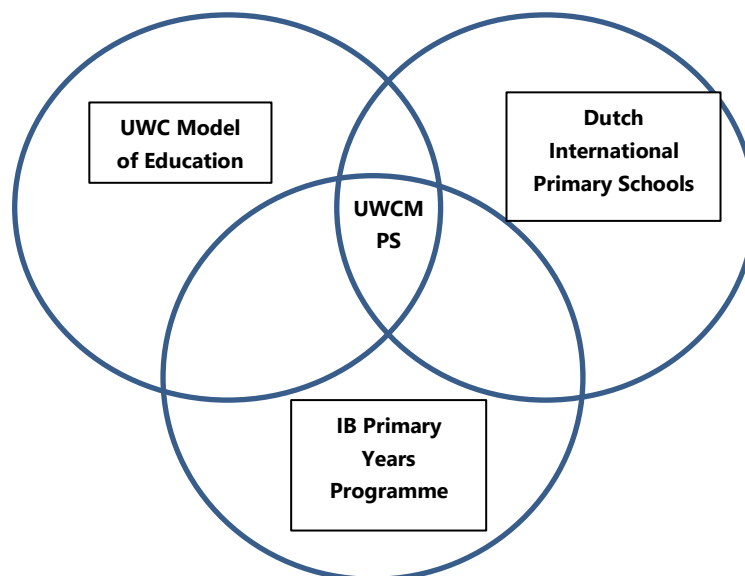 UWC Model
of Education
Dutch
International
Primary Schools
UWCM
PS
IB Primary
Years
Programme